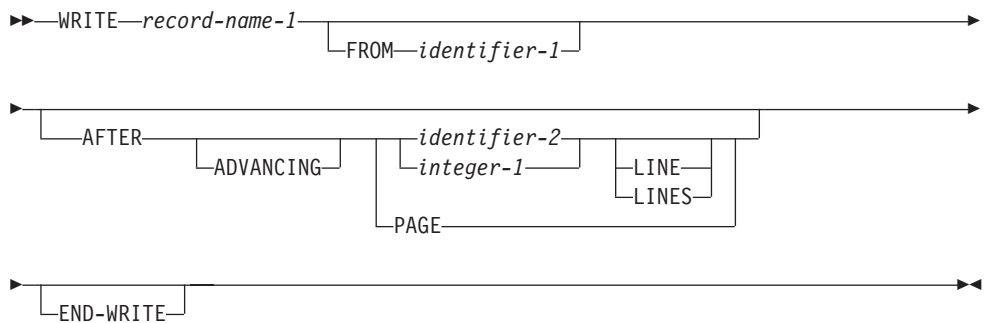 WRITE record-name-1
FROM identifier-1
AFTER identifier-2
ADVANCING integer-1 LINE
LINES
PAGE
END-WRITE